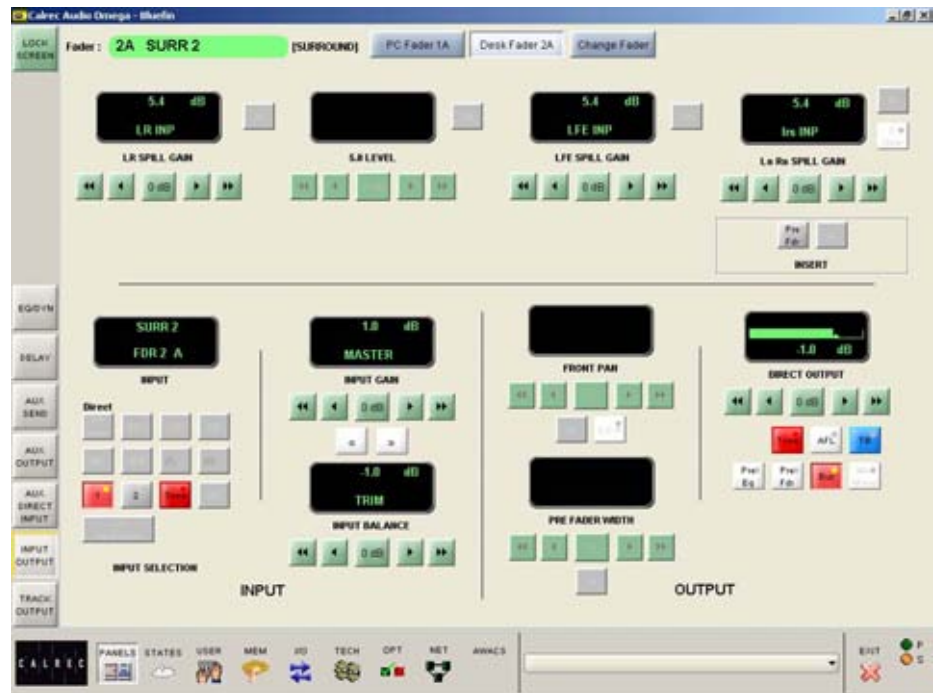 Calrec Audio Omega - Bluefin
LOCK SCREEN
Fader : 2A SURR 2 [SURROUND] PC Fader 1A Desk Fader 2A Change Fader
5.4 dB
LR INP
LR SPILL GAIN
0 dB
5.0 LEVEL
5.4 dB
LFE INP
LFE SPILL GAIN
0 dB
5.4 dB
lrs INP
Ls Rs SPILL GAIN
0 dB
Pre Fdr
INSERT
EQ/DYN
DELAY
AUX SEND
AUX OUTPUT
AUX DIRECT INPUT
INPUT OUTPUT
TRACK OUTPUT
SURR 2
FDR 2 A
INPUT
Direct
1 2 Tone
INPUT SELECTION
1.0 dB
MASTER
INPUT GAIN
0 dB
-1.0 dB
TRIM
INPUT BALANCE
0 dB
INPUT
FRONT PAN
PRE FADER WIDTH
-1.0 dB
DIRECT OUTPUT
0 dB
Tone AFL TB
Pre/ Eq Pre/ Fdr
OUTPUT
CALREC
PANELS STATES USER MEM I/O TECH OPT NET AWACS
EXIT
P
S